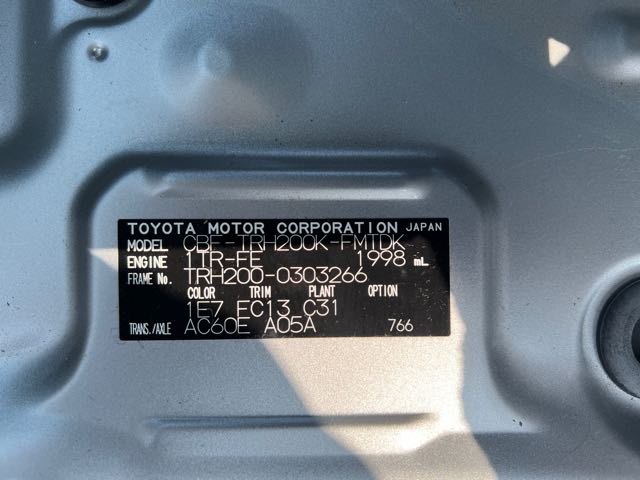 TOYOTA MOTOR CORPORATION JAPAN
MODEL CBF-TRH200K-FMTDK
ENGINE 1TR-FE 1998 mL
FRAME No. TRH200-0303266
COLOR TRIM PLANT OPTION
1E7 EC13 C31
TRANS./AXLE AC60E A05A 766